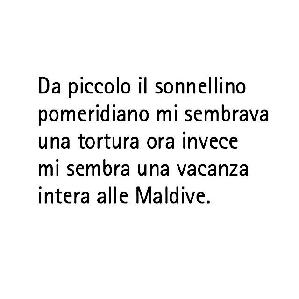 Da piccolo il sonnellino
pomeridiano mi sembrava
una tortura ora invece
mi sembra una vacanza
intera alle Maldive.